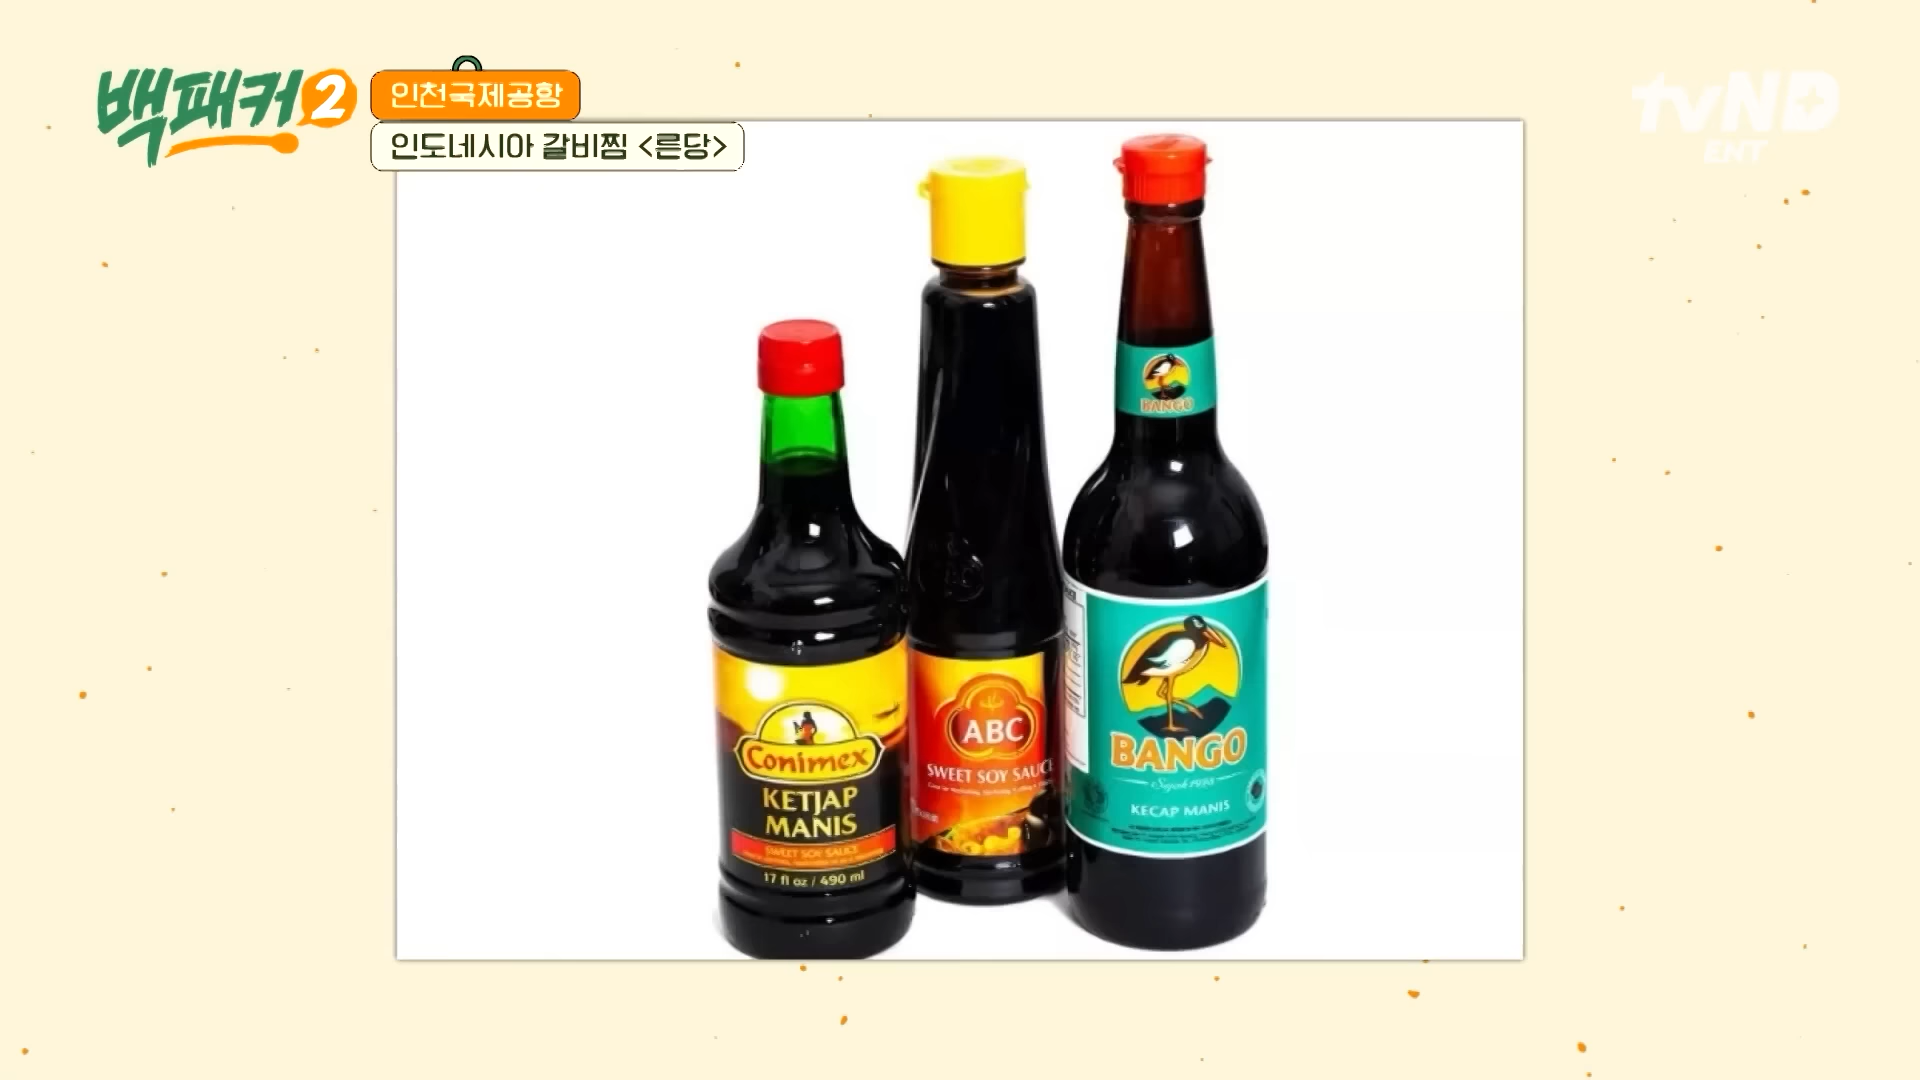 백패커2
인천국제공항
인도네시아 갈비찜 <른당>
tvND
ENT
BANGO
Conimex
KETJAP
MANIS
SWEET SOY SAUCE
17 fl oz / 490 ml
ABC
SWEET SOY SAUCE
BANGO
KECAP MANIS